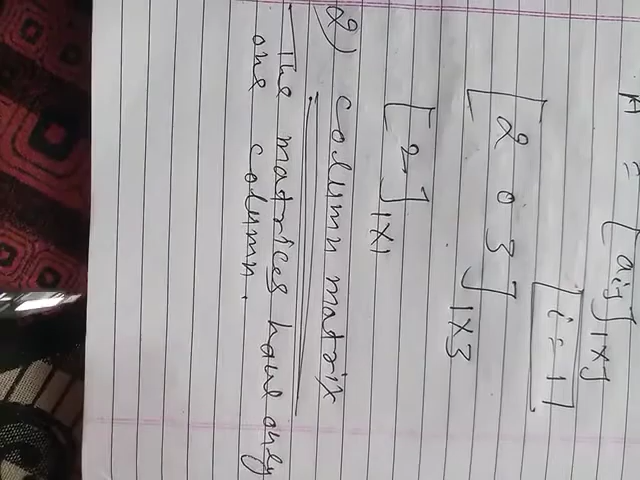 A = [aij]1×j
[i=1]
[2 0 3]1×3
[2]1×1
2) column matrix
The matrices have only
one column.